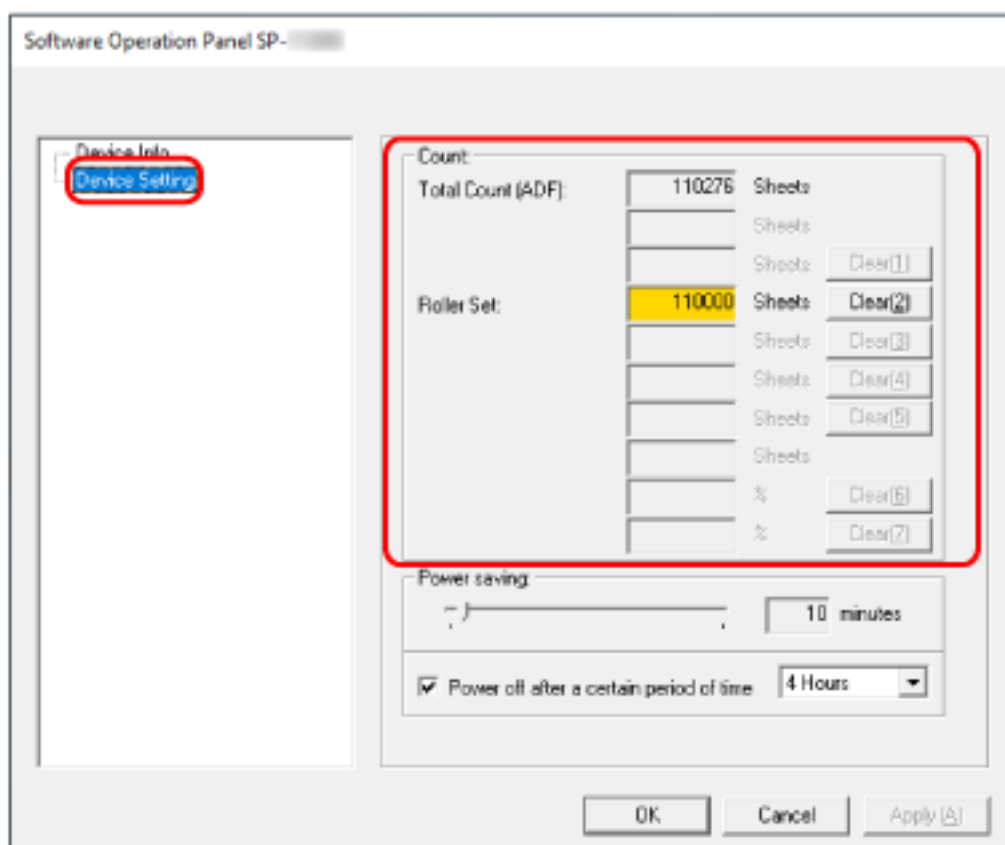 Software Operation Panel SP-
Device Info
Device Setting
Count:
Total Count (ADF): 110276 Sheets
Sheets
Sheets Clear(1)
Roller Set: 110000 Sheets Clear(2)
Sheets Clear(3)
Sheets Clear(4)
Sheets Clear(5)
Sheets
% Clear(6)
% Clear(7)
Power saving:
10 minutes
Power off after a certain period of time 4 Hours
OK Cancel Apply (A)